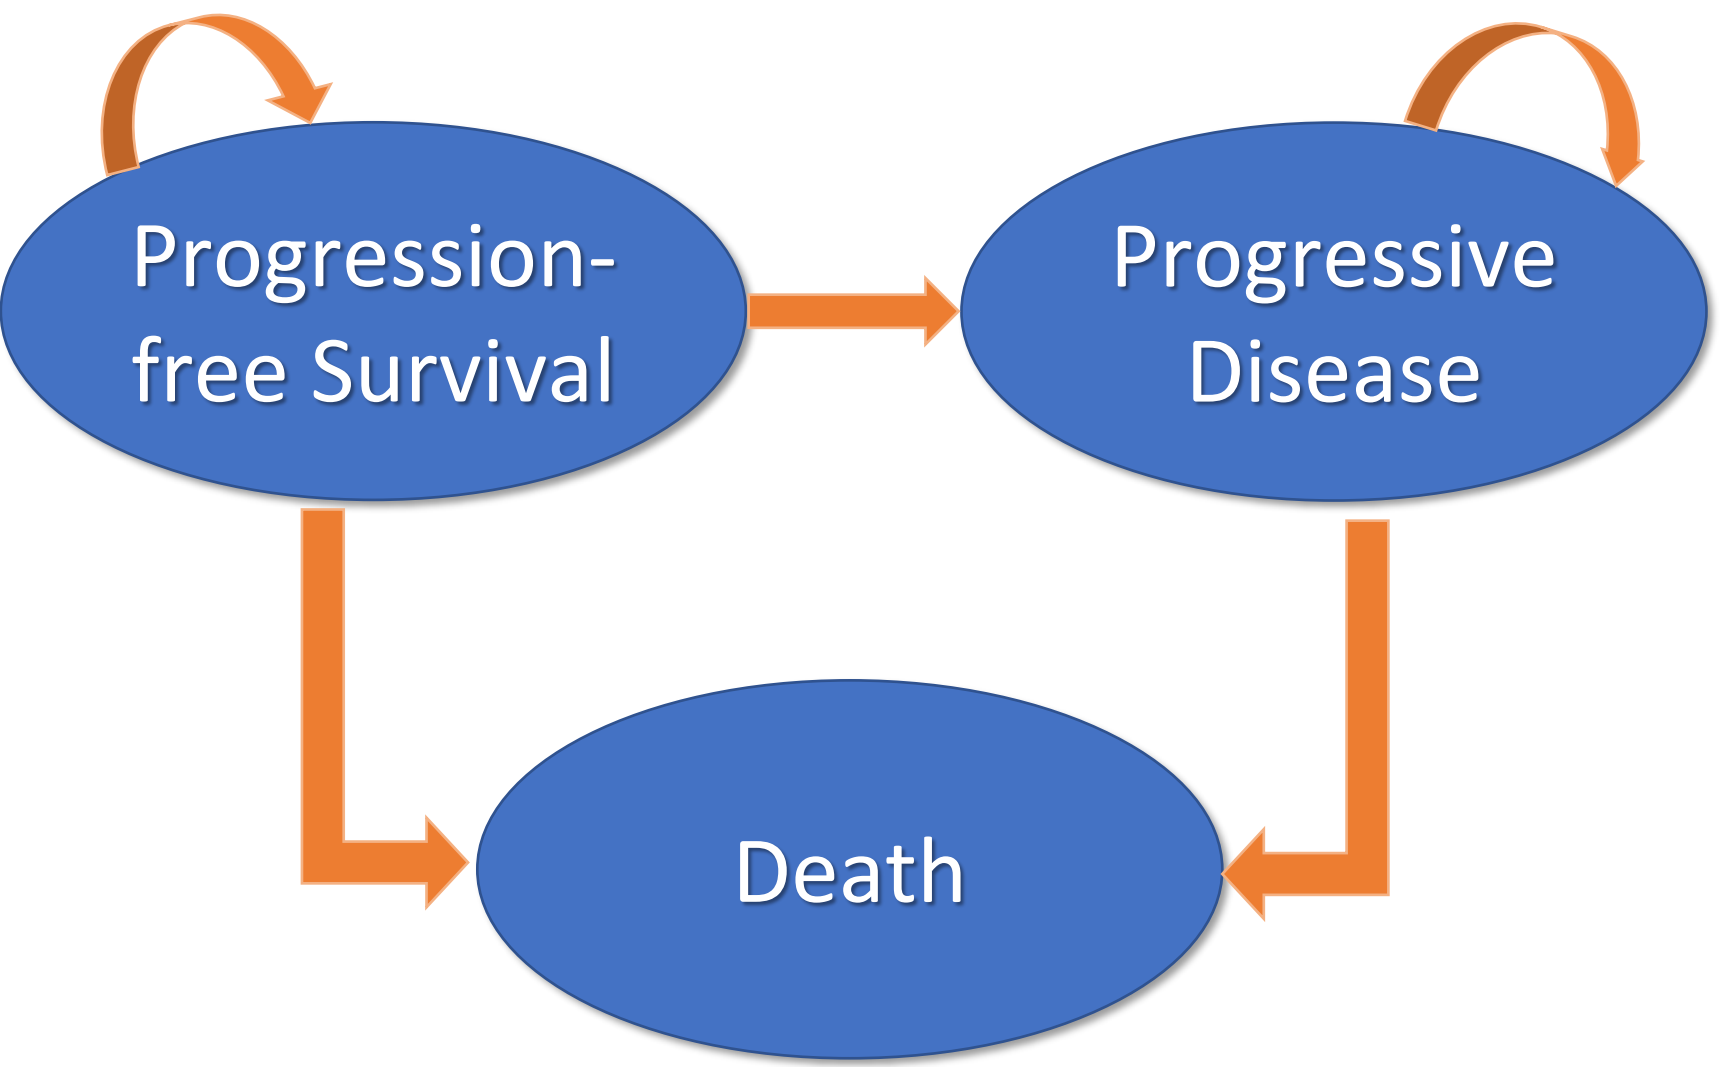 Progression-
free Survival
Progressive
Disease
Death